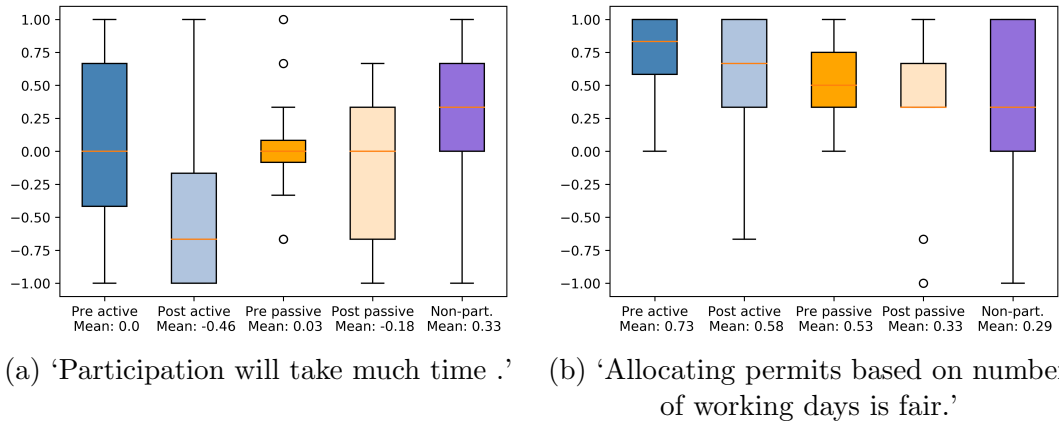 1.00
0.75
0.50
0.25
0.00
−0.25
−0.50
−0.75
−1.00
Pre active
Mean: 0.0
Post active
Mean: -0.46
Pre passive
Mean: 0.03
Post passive
Mean: -0.18
Non-part.
Mean: 0.33
(a) ‘Participation will take much time .’
1.00
0.75
0.50
0.25
0.00
−0.25
−0.50
−0.75
−1.00
Pre active
Mean: 0.73
Post active
Mean: 0.58
Pre passive
Mean: 0.53
Post passive
Mean: 0.33
Non-part.
Mean: 0.29
(b) ‘Allocating permits based on number
of working days is fair.’